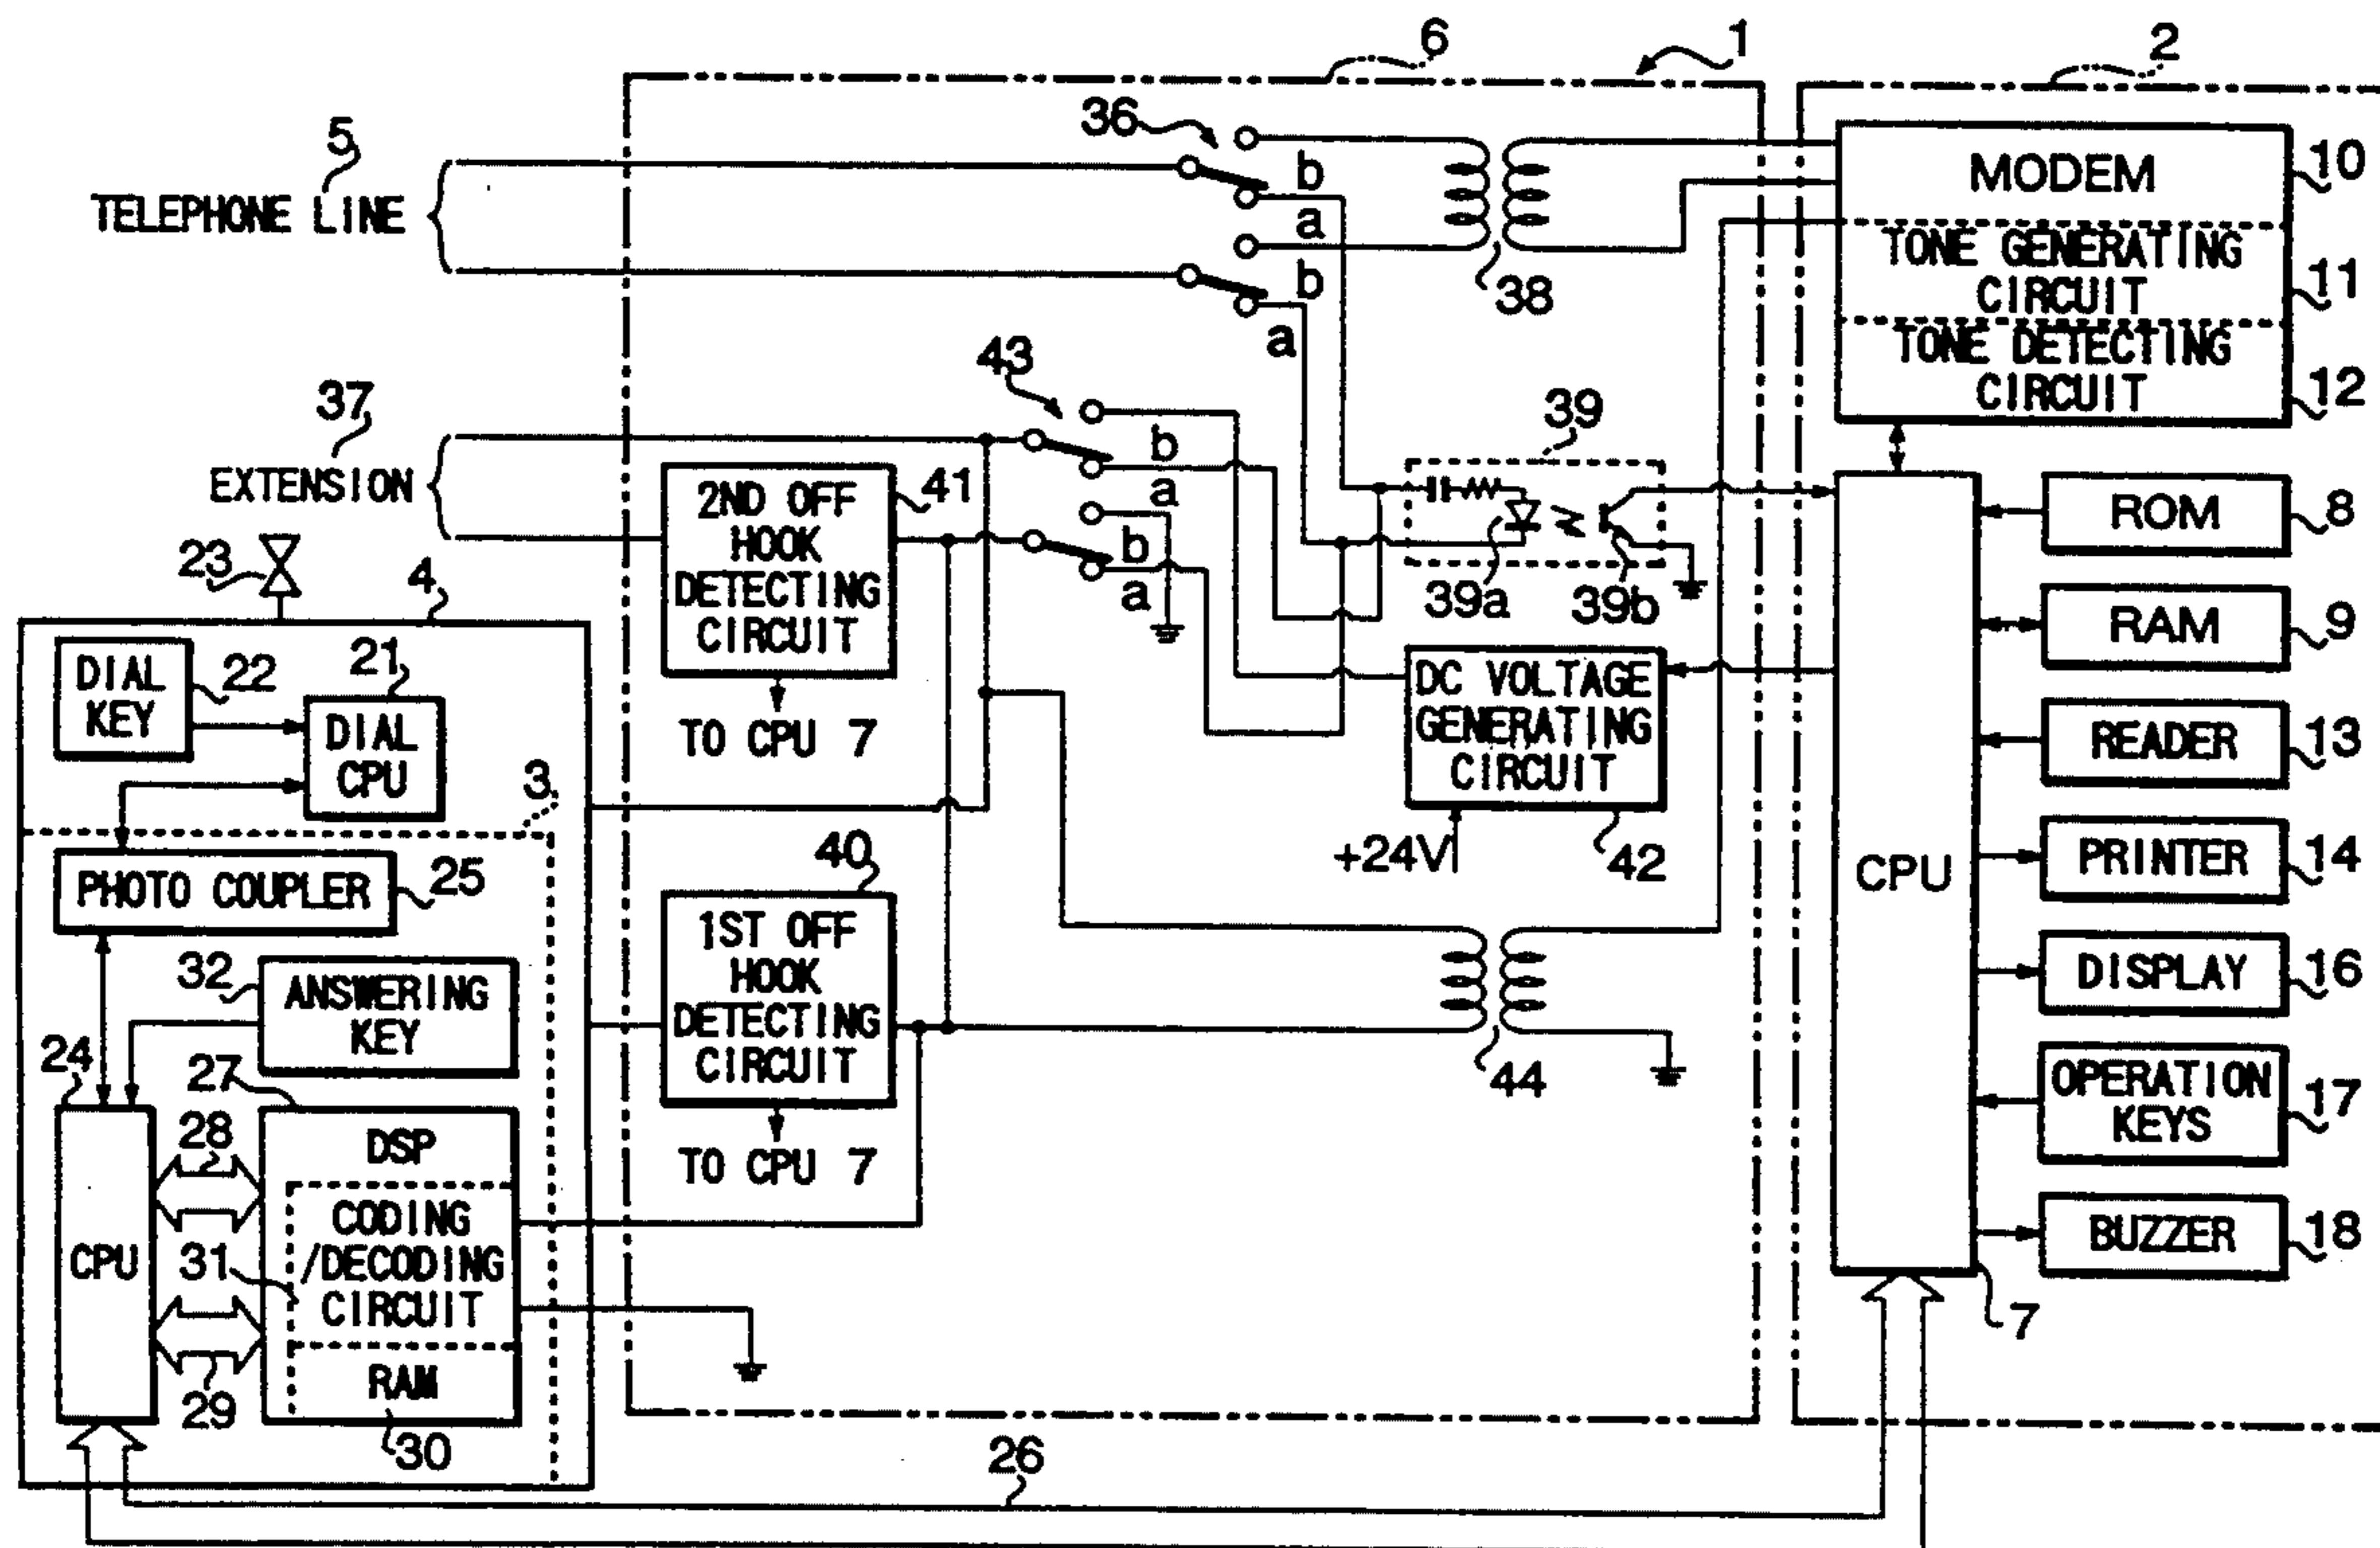 6
1
2
36
5
TELEPHONE LINE
b
a
b
a
38
MODEM
10
TONE GENERATING
CIRCUIT
11
TONE DETECTING
CIRCUIT
12
43
37
EXTENSION
b
a
b
a
39
39a
39b
2ND OFF
HOOK
DETECTING
CIRCUIT
41
TO CPU 7
ROM
8
RAM
9
READER
13
PRINTER
14
DISPLAY
16
OPERATION
KEYS
17
BUZZER
18
CPU
7
DC VOLTAGE
GENERATING
CIRCUIT
+24V
42
23
4
DIAL
KEY
22
21
DIAL
CPU
3
PHOTO COUPLER
25
32
ANSWERING
KEY
40
1ST OFF
HOOK
DETECTING
CIRCUIT
TO CPU 7
44
24
27
28
DSP
CODING
/DECODING
CIRCUIT
31
CPU
29
RAM
30
26